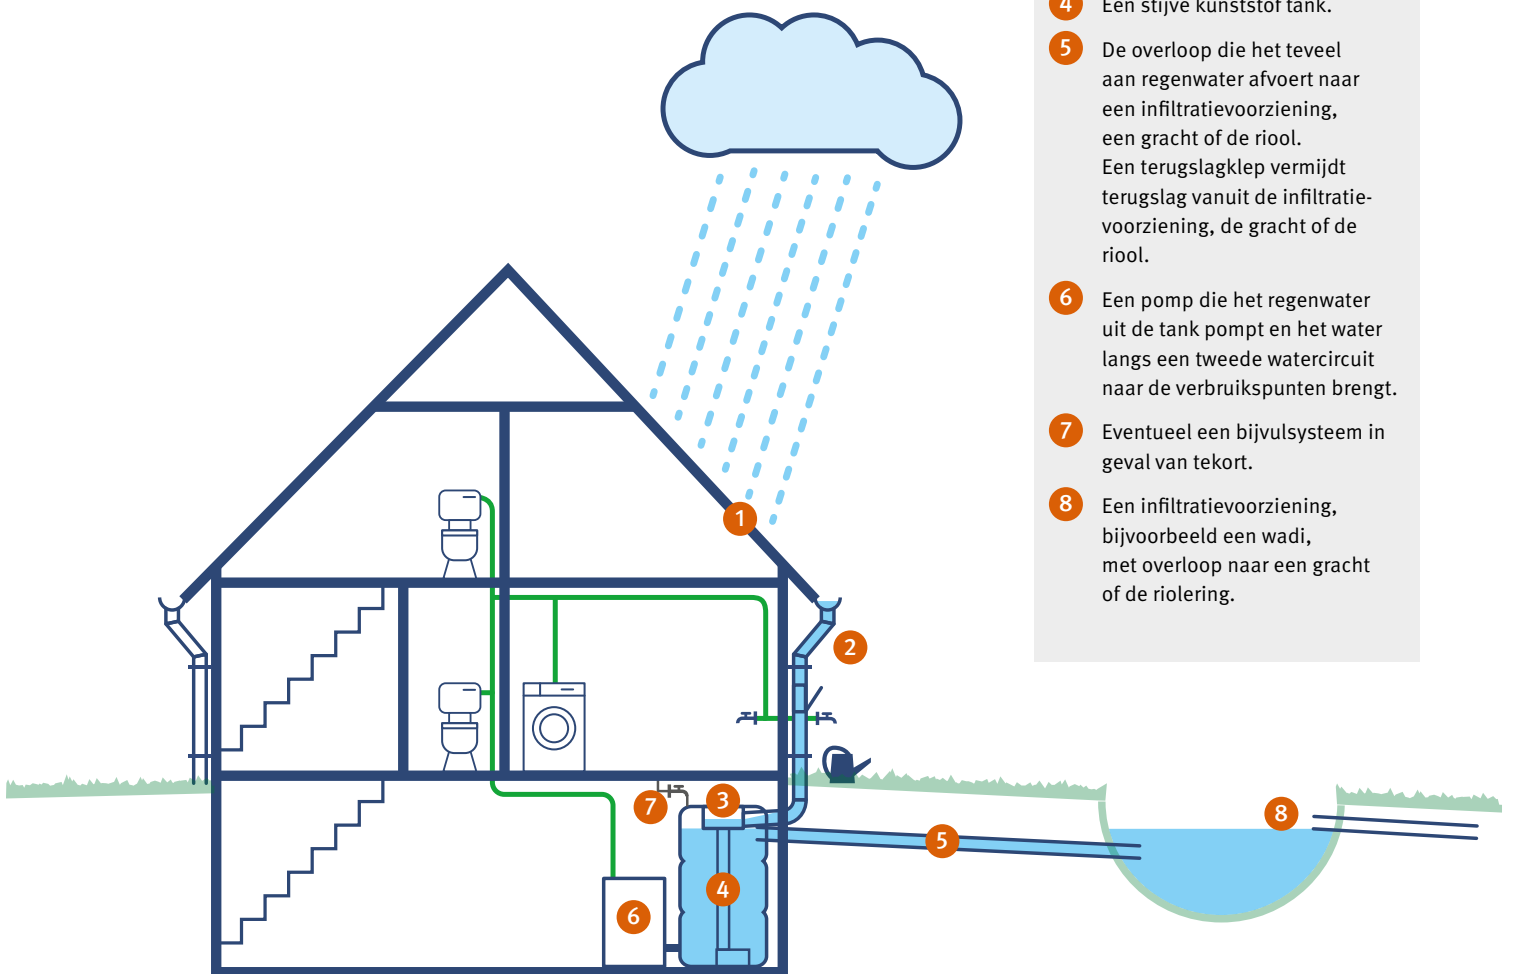 4 Een stijve kunststof tank.
5 De overloop die het teveel
aan regenwater afvoert naar
een infiltratievoorziening,
een gracht of de riool.
Een terugslagklep vermijdt
terugslag vanuit de infiltratie-
voorziening, de gracht of de
riool.
6 Een pomp die het regenwater
uit de tank pompt en het water
langs een tweede watercircuit
naar de verbruikspunten brengt.
7 Eventueel een bijvulsysteem in
geval van tekort.
8 Een infiltratievoorziening,
bijvoorbeeld een wadi,
met overloop naar een gracht
of de riolering.
1
2
3
7
8
5
4
6